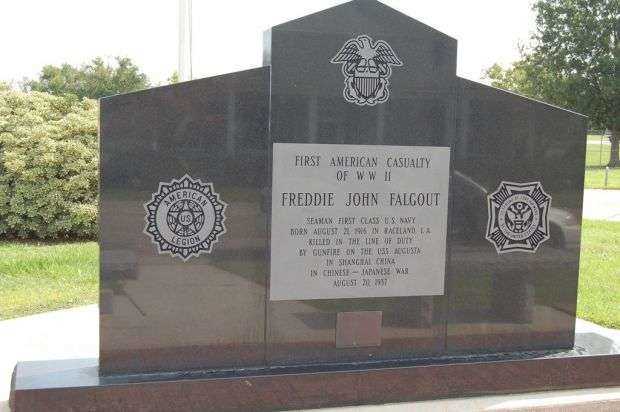 FIRST AMERICAN CASUALTY
OF WW II
FREDDIE JOHN FALGOUT
SEAMAN FIRST CLASS U.S. NAVY
BORN AUGUST 21, 1916 IN RACELAND, LA
KILLED IN THE LINE OF DUTY
BY GUNFIRE ON THE USS AUGUSTA
IN SHANGHAI CHINA
IN CHINESE — JAPANESE WAR
AUGUST 20, 1937
AMERICAN
US
LEGION